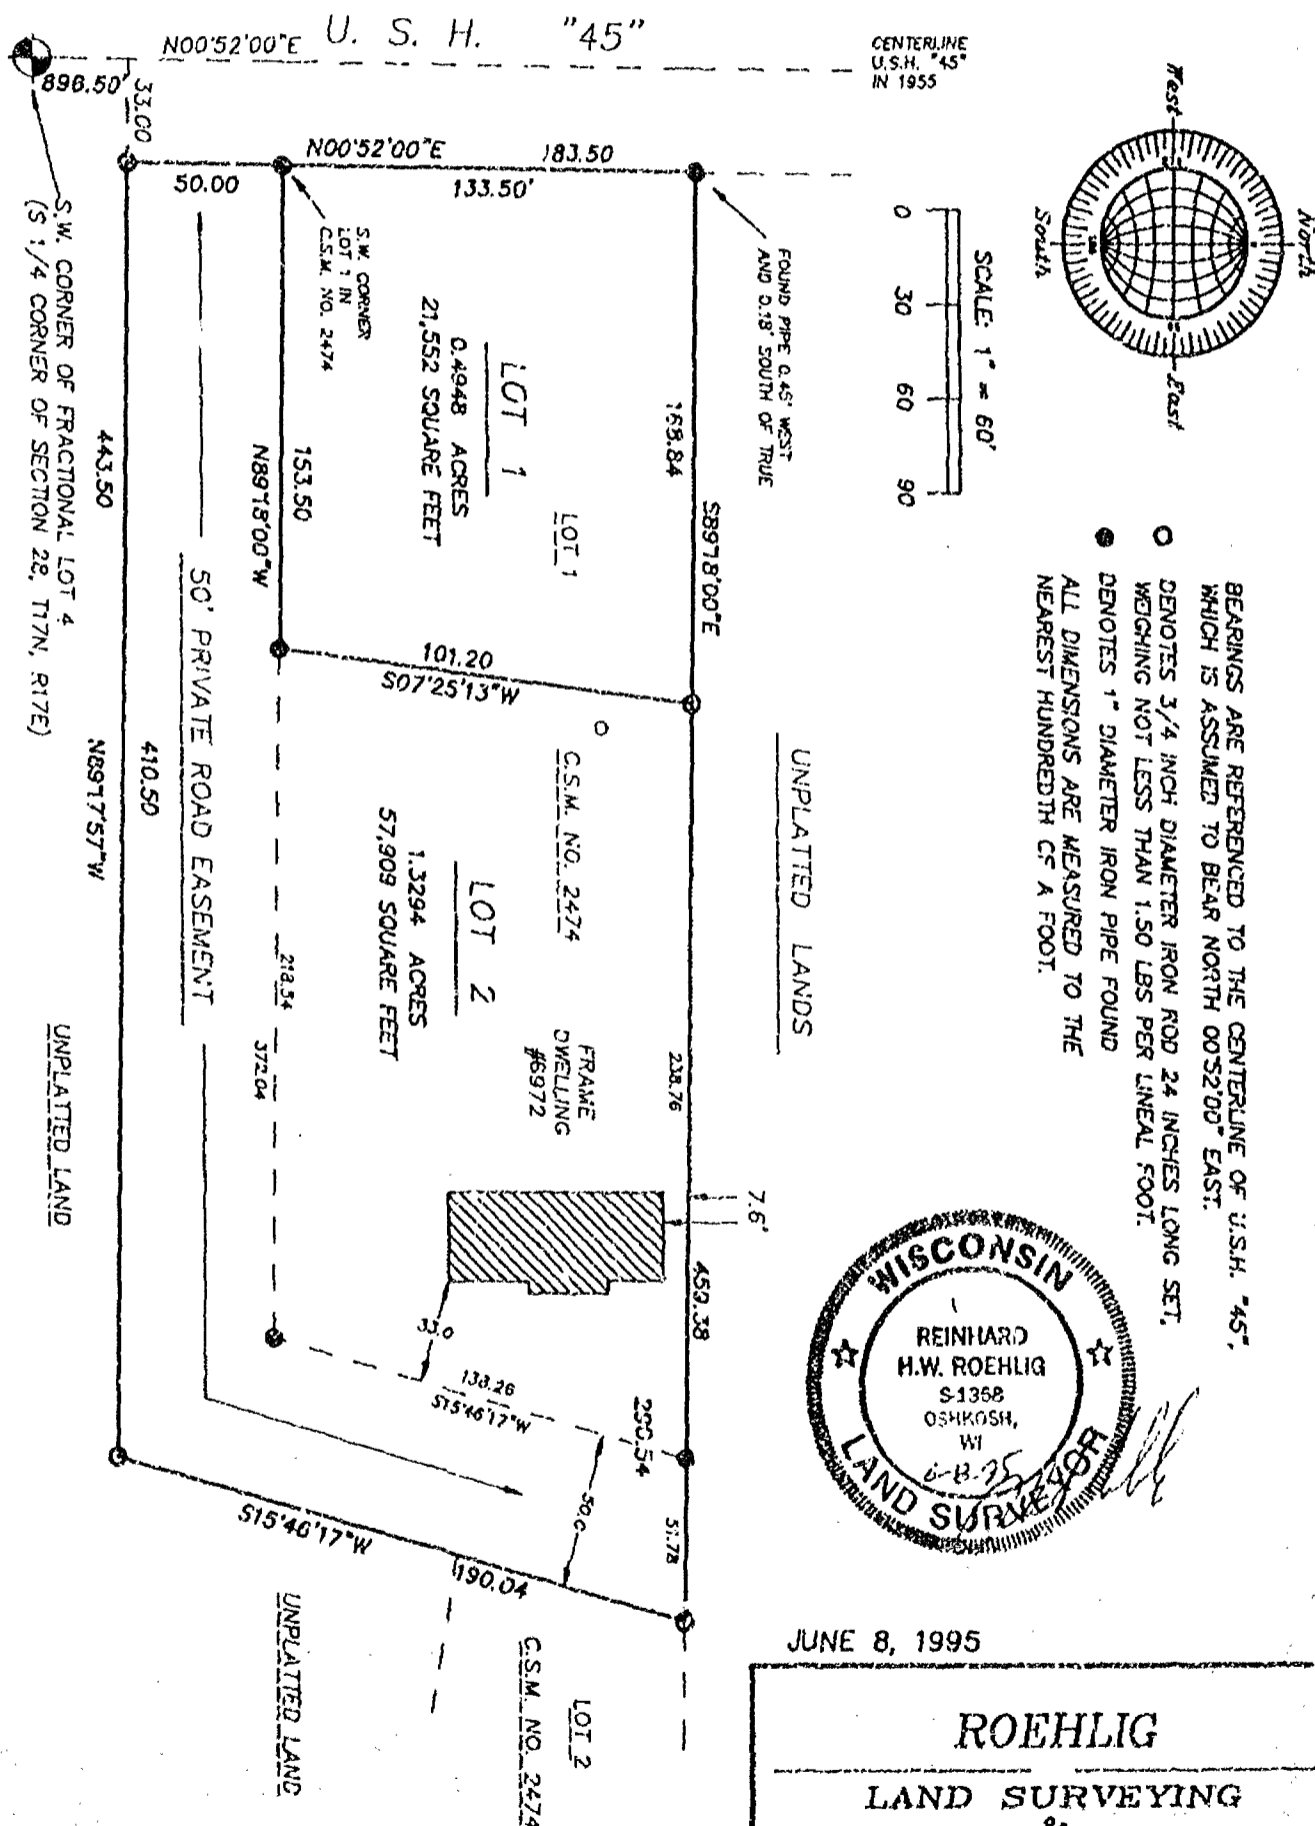 U. S. H. "45"
N00°52'00"E
CENTERLINE
U.S.H. "45"
IN 1955
896.50'
33.00
S.W. CORNER OF FRACTIONAL LOT 4
(S 1/4 CORNER OF SECTION 28, T17N, R17E)
N00°52'00"E
183.50
50.00
133.50'
S.W. CORNER
LOT 1 IN
C.S.M. NO. 2474
FOUND PIPE 0.45' WEST
AND 0.18' SOUTH OF TRUE
West
North
South
East
SCALE: 1" = 60'
0 30 60 90
BEARINGS ARE REFERENCED TO THE CENTERLINE OF U.S.H. "45",
WHICH IS ASSUMED TO BEAR NORTH 00°52'00" EAST.
DENOTES 3/4 INCH DIAMETER IRON ROD 24 INCHES LONG SET,
WEIGHING NOT LESS THAN 1.50 LBS PER LINEAL FOOT.
DENOTES 1" DIAMETER IRON PIPE FOUND
ALL DIMENSIONS ARE MEASURED TO THE
NEAREST HUNDREDTH OF A FOOT.
LOT 1
0.4948 ACRES
21,552 SQUARE FEET
LOT 1
168.84
S89°18'00"E
153.50
N89°18'00"W
101.20
S07°25'13"W
UNPLATTED LANDS
C.S.M. NO. 2474
LOT 2
1.3294 ACRES
57,909 SQUARE FEET
FRAME
DWELLING
#6972
238.76
7.6'
459.38
290.54
51.78
33.0
138.26
S15°46'17"W
50.0
218.54
372.04
50' PRIVATE ROAD EASEMENT
443.50
410.50
N89°17'57"W
UNPLATTED LAND
S15°46'17"W
190.04
UNPLATTED LAND
LOT 2
C.S.M. NO. 2474
WISCONSIN
REINHARD
H.W. ROEHLIG
S-1368
OSHKOSH,
WI
LAND SURVEYOR
JUNE 8, 1995
ROEHLIG
LAND SURVEYING
&